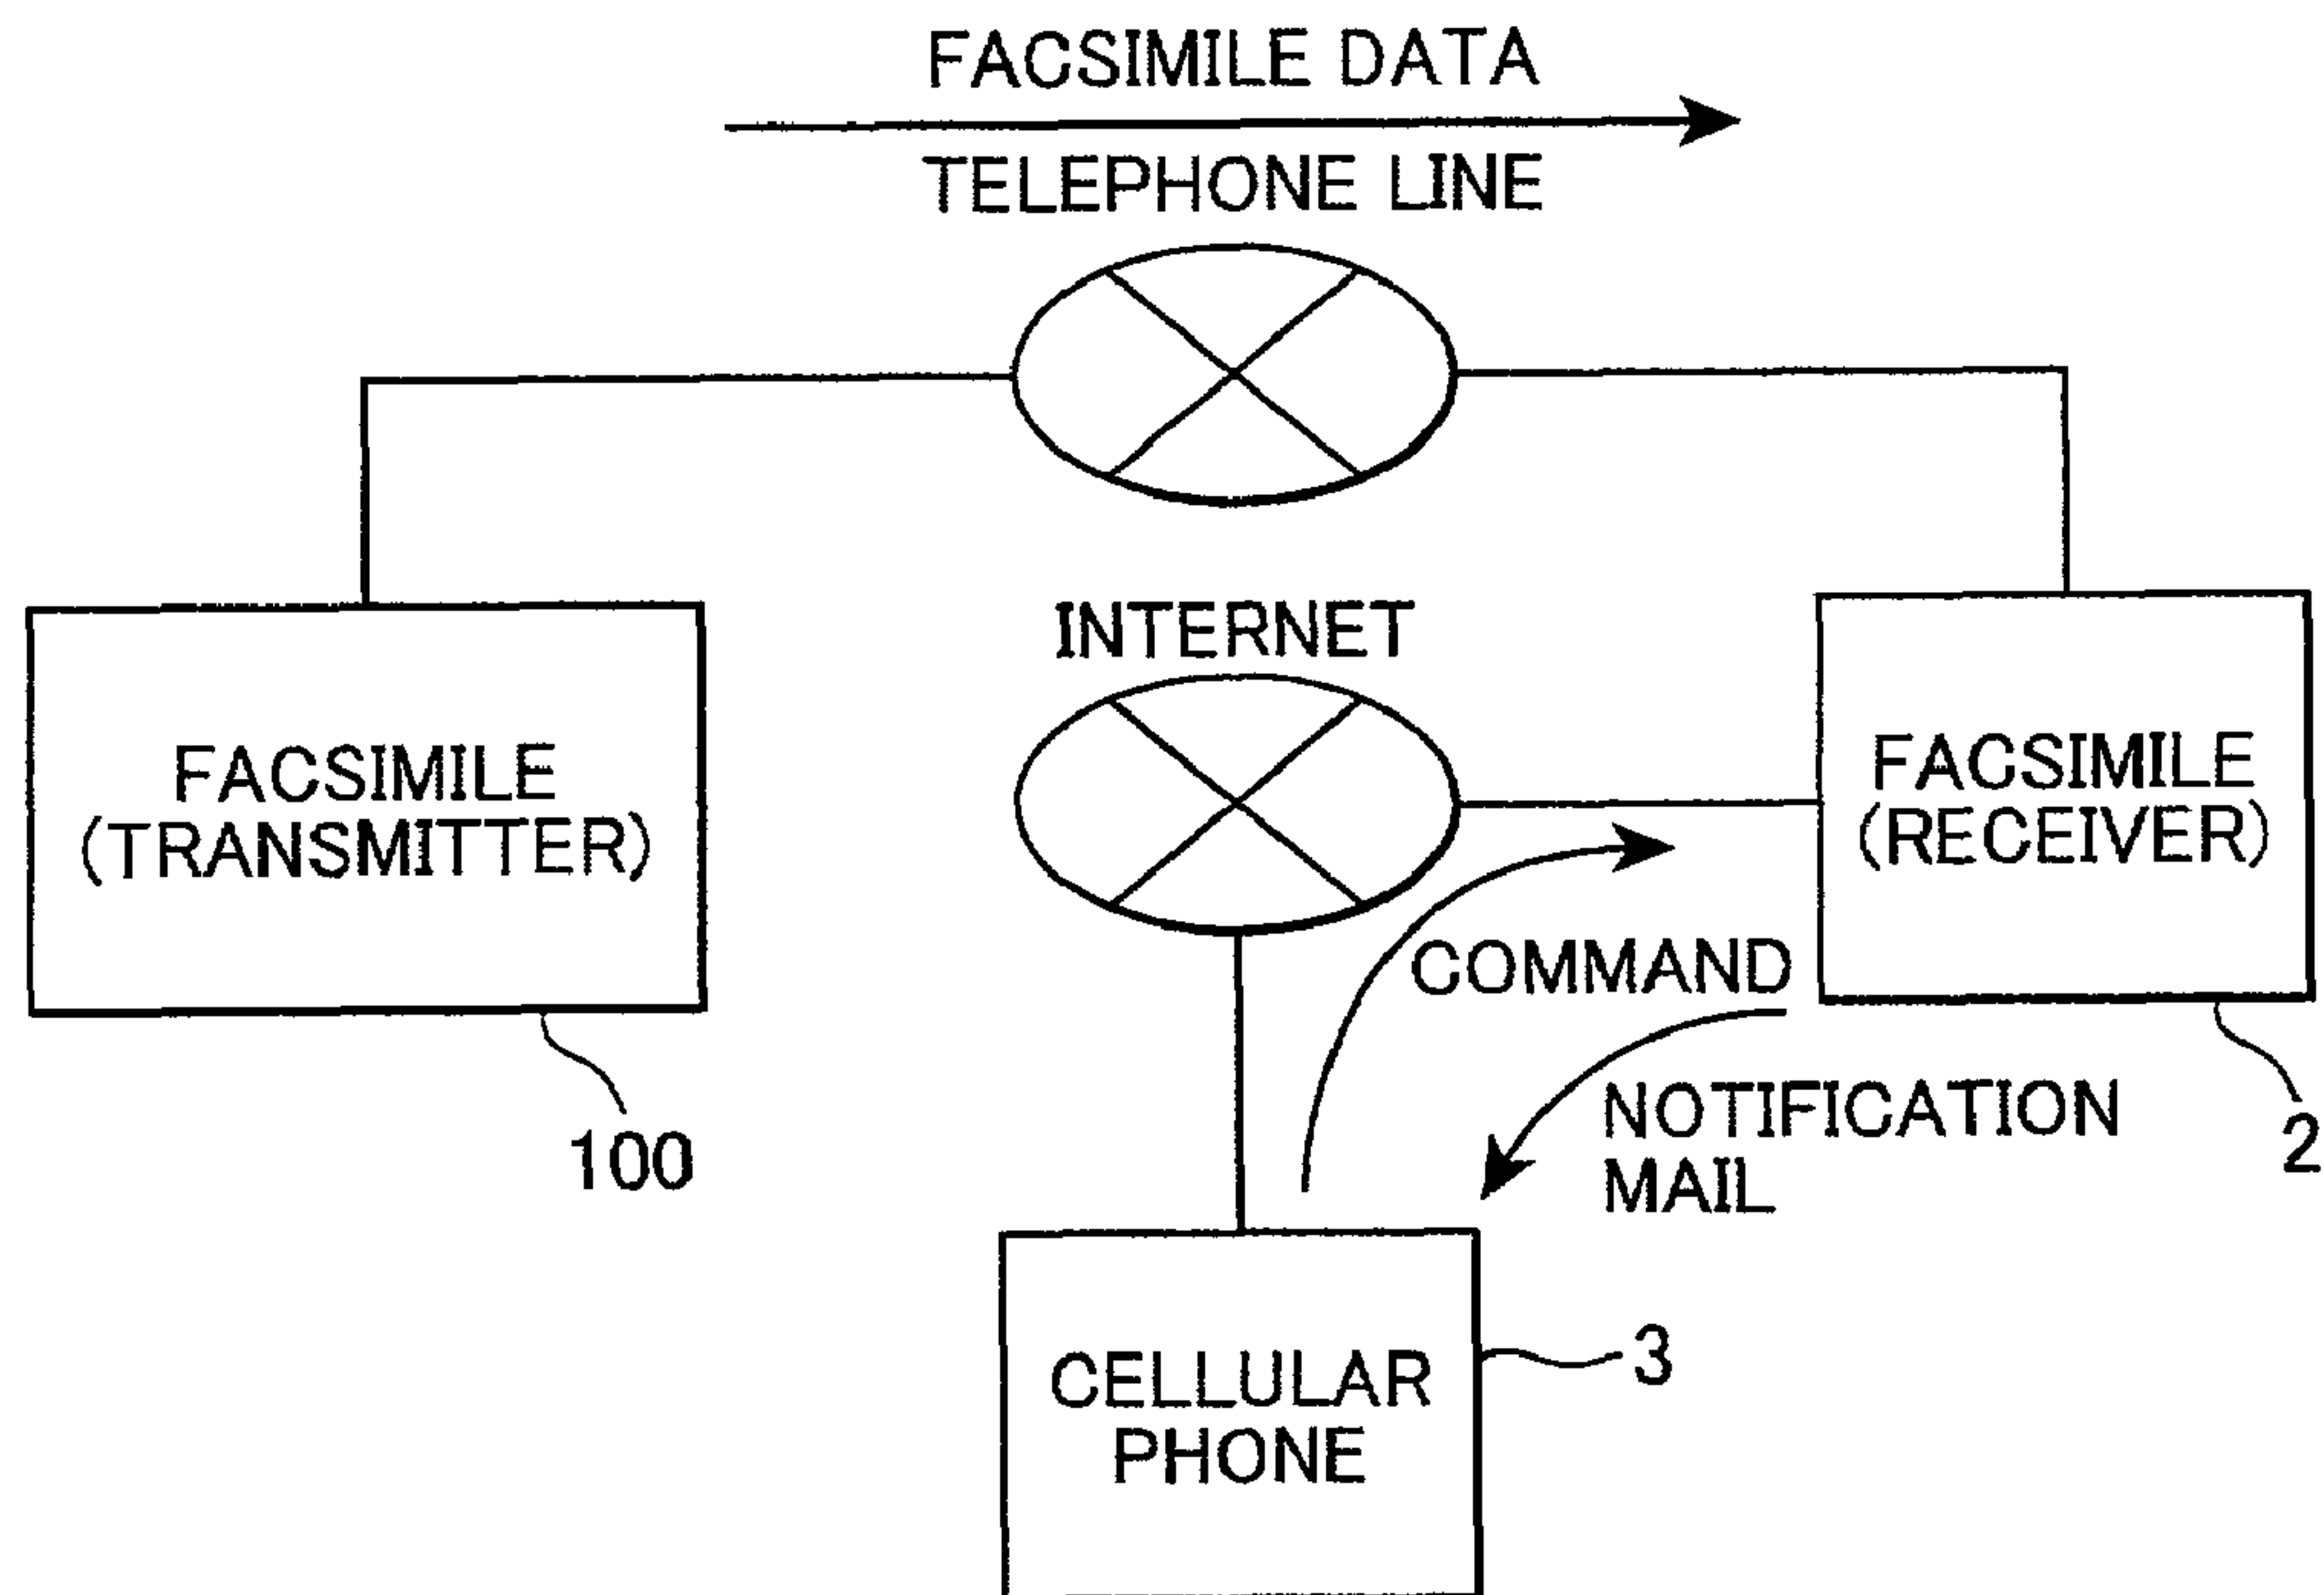 FACSIMILE DATA
TELEPHONE LINE
INTERNET
FACSIMILE
(TRANSMITTER)
FACSIMILE
(RECEIVER)
COMMAND
NOTIFICATION
MAIL
100
2
3
CELLULAR
PHONE